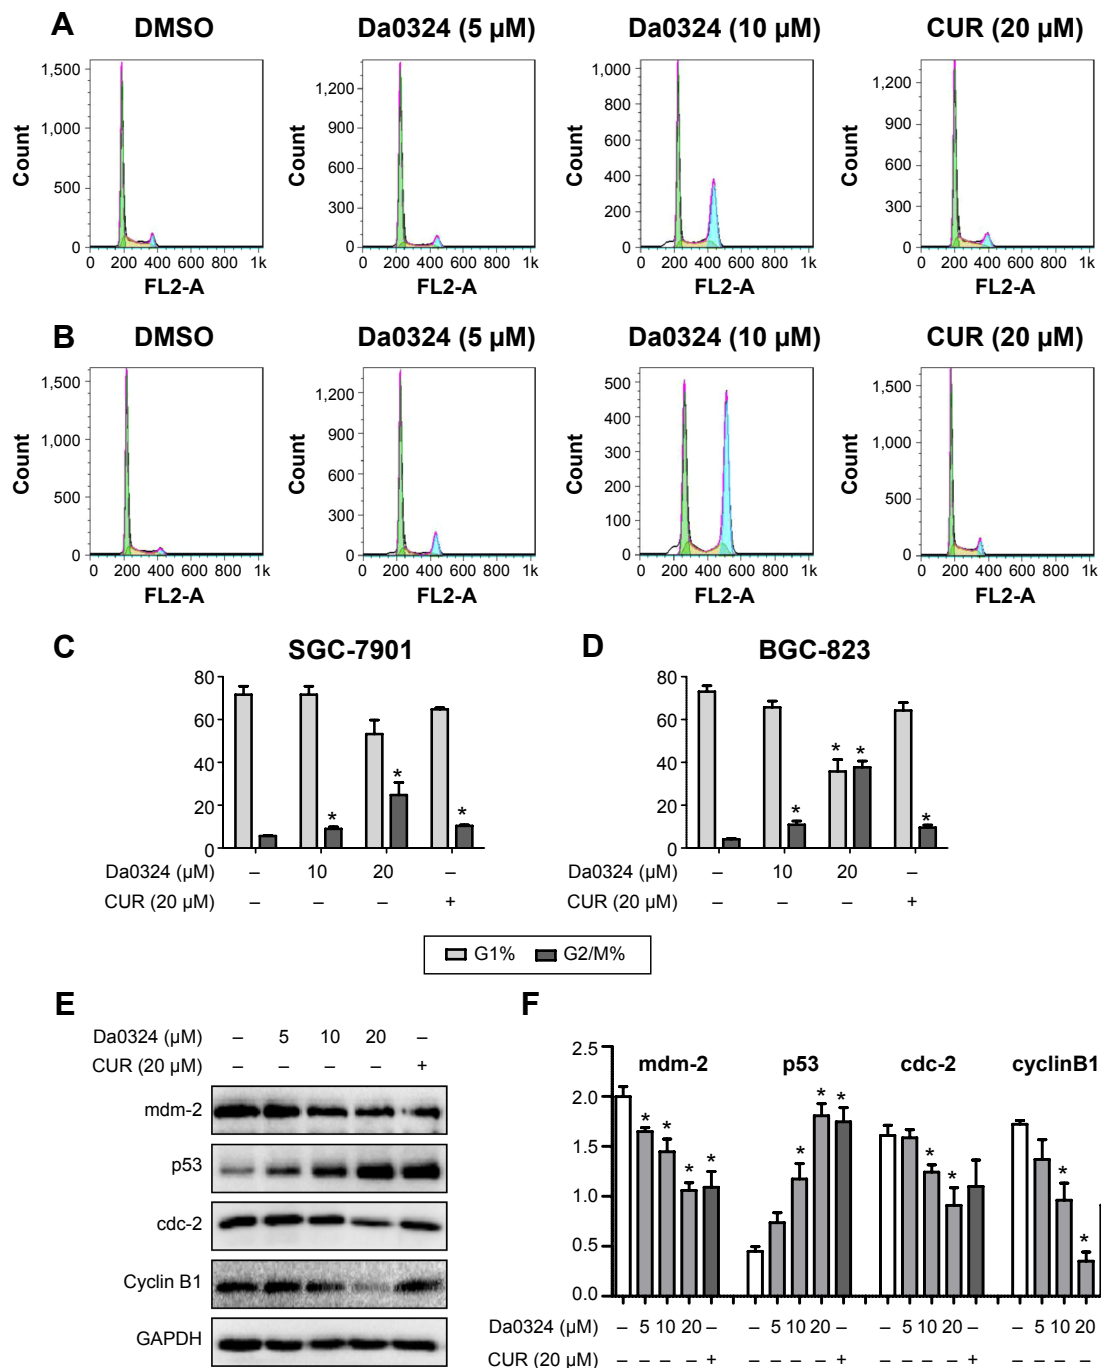 A
DMSO Da0324 (5 µM) Da0324 (10 µM) CUR (20 µM)
Count
1,500
1,000
500
0
0 200 400 600 800 1k
FL2-A
Count
1,200
900
600
300
0
0 200 400 600 800 1k
FL2-A
Count
1,000
800
600
400
200
0
0 200 400 600 800 1k
FL2-A
Count
1,200
900
600
300
0
0 200 400 600 800 1k
FL2-A
B
DMSO Da0324 (5 µM) Da0324 (10 µM) CUR (20 µM)
Count
1,500
1,000
500
0
0 200 400 600 800 1k
FL2-A
Count
1,200
900
600
300
0
0 200 400 600 800 1k
FL2-A
Count
500
400
300
200
100
0
0 200 400 600 800 1k
FL2-A
Count
1,500
1,000
500
0
0 200 400 600 800 1k
FL2-A
C
SGC-7901
80
60
40
20
0
* * *
Da0324 (µM) – 10 20 –
CUR (20 µM) – – – +
D
BGC-823
80
60
40
20
0
* * * *
Da0324 (µM) – 10 20 –
CUR (20 µM) – – – +
G1% G2/M%
E
Da0324 (µM) – 5 10 20 –
CUR (20 µM) – – – – +
mdm-2
p53
cdc-2
Cyclin B1
GAPDH
F
2.5
2.0
1.5
1.0
0.5
0.0
mdm-2 p53 cdc-2 cyclinB1
* * * * * * * * * * *
Da0324 (µM) – 5 10 20 – – 5 10 20 – – 5 10 20 – – 5 10 20
CUR (20 µM) – – – – + – – – – + – – – – + – – – –